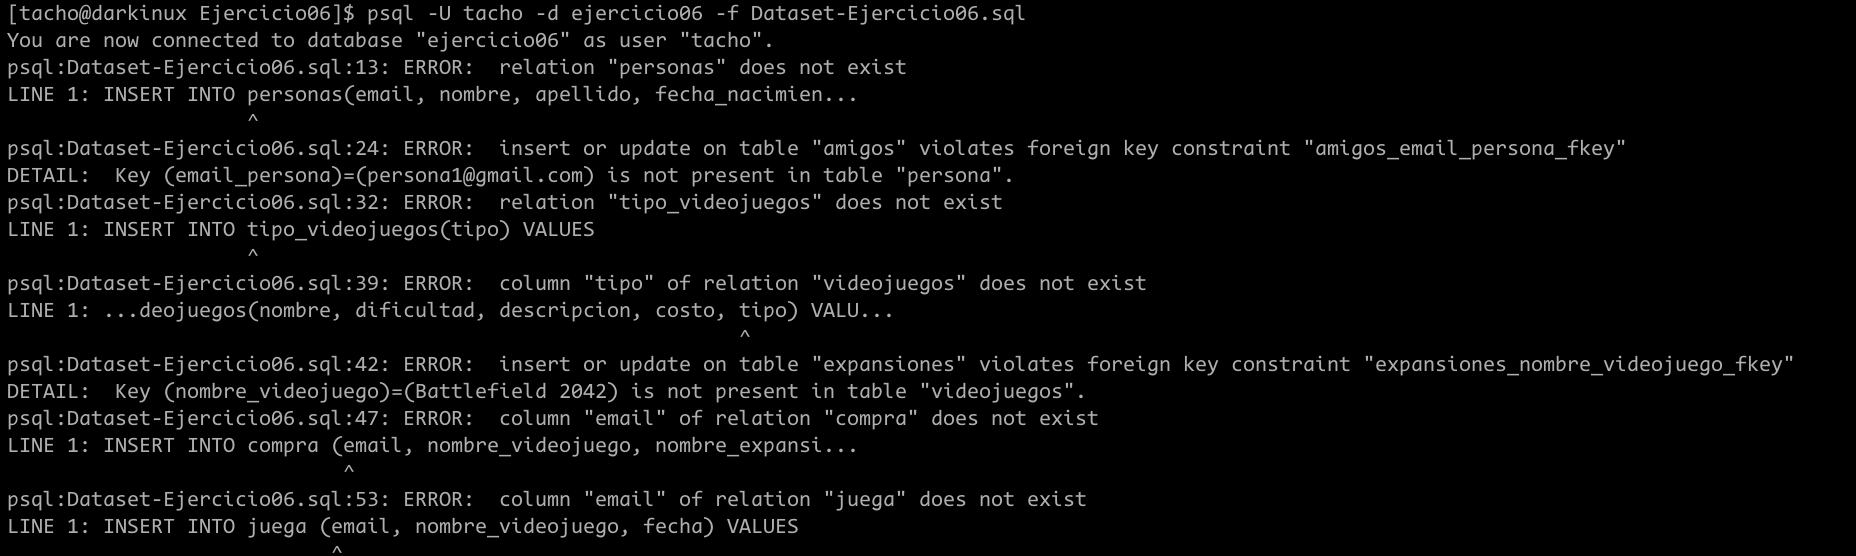 [tacho@darkinux Ejercicio06]$ psql -U tacho -d ejercicio06 -f Dataset-Ejercicio06.sql
You are now connected to database "ejercicio06" as user "tacho".
psql:Dataset-Ejercicio06.sql:13: ERROR:  relation "personas" does not exist
LINE 1: INSERT INTO personas(email, nombre, apellido, fecha_nacimien...
                    ^
psql:Dataset-Ejercicio06.sql:24: ERROR:  insert or update on table "amigos" violates foreign key constraint "amigos_email_persona_fkey"
DETAIL:  Key (email_persona)=(persona1@gmail.com) is not present in table "persona".
psql:Dataset-Ejercicio06.sql:32: ERROR:  relation "tipo_videojuegos" does not exist
LINE 1: INSERT INTO tipo_videojuegos(tipo) VALUES
                    ^
psql:Dataset-Ejercicio06.sql:39: ERROR:  column "tipo" of relation "videojuegos" does not exist
LINE 1: ...deojuegos(nombre, dificultad, descripcion, costo, tipo) VALU...
                                                             ^
psql:Dataset-Ejercicio06.sql:42: ERROR:  insert or update on table "expansiones" violates foreign key constraint "expansiones_nombre_videojuego_fkey"
DETAIL:  Key (nombre_videojuego)=(Battlefield 2042) is not present in table "videojuegos".
psql:Dataset-Ejercicio06.sql:47: ERROR:  column "email" of relation "compra" does not exist
LINE 1: INSERT INTO compra (email, nombre_videojuego, nombre_expansi...
                            ^
psql:Dataset-Ejercicio06.sql:53: ERROR:  column "email" of relation "juega" does not exist
LINE 1: INSERT INTO juega (email, nombre_videojuego, fecha) VALUES
                           ^